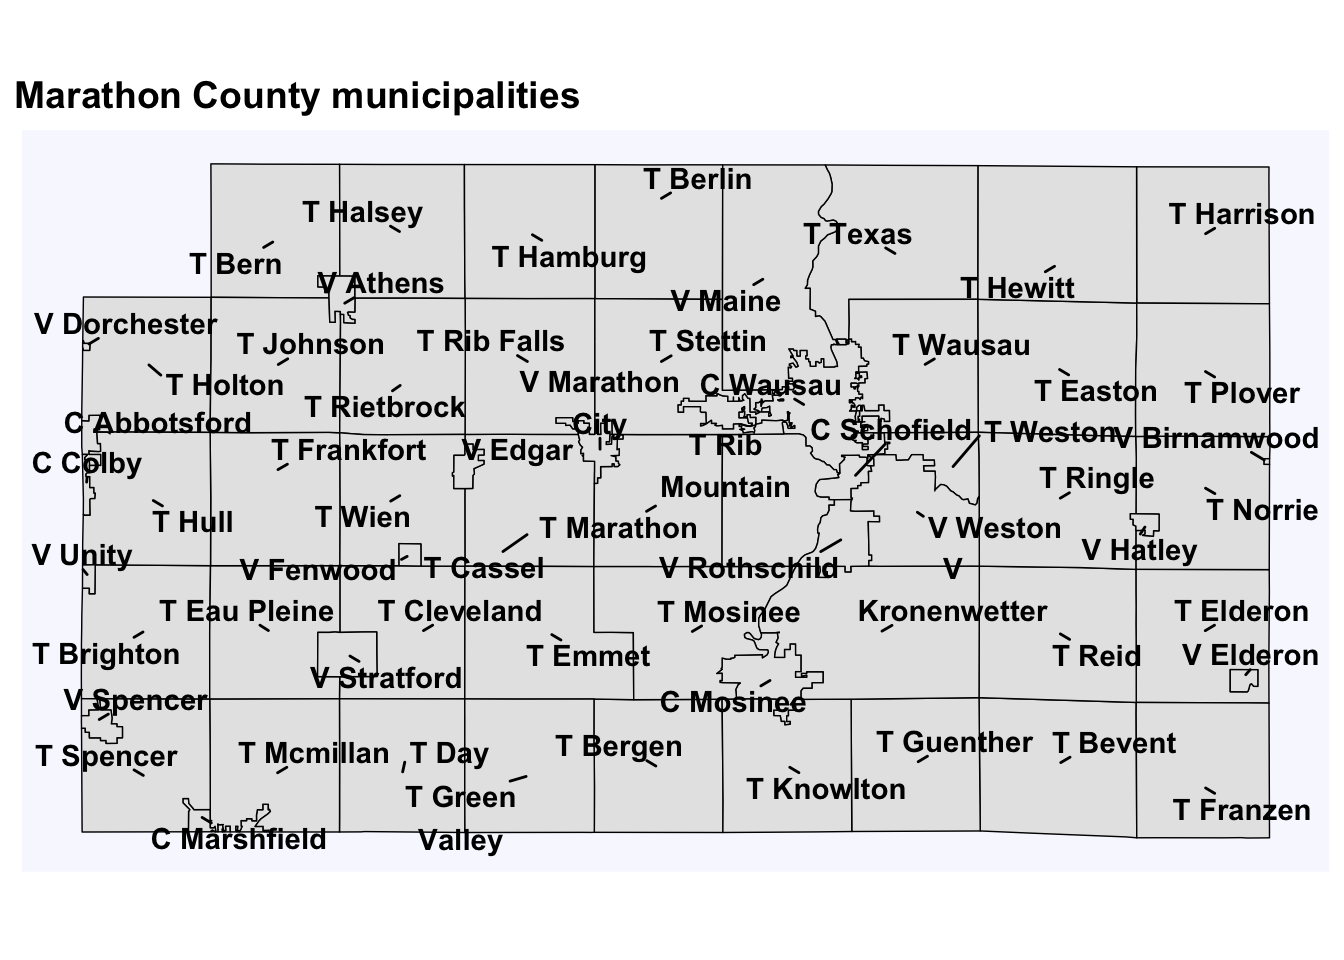 Marathon County municipalities
T Berlin
T Halsey
T Harrison
T Texas
T Hamburg
T Bern
V Athens
T Hewitt
V Maine
V Dorchester
T Johnson
T Rib Falls
T Stettin
T Wausau
T Holton
V Marathon
City
C Wausau
T Easton
T Plover
T Rietbrock
C Abbotsford
C Schofield
T Weston
V Birnamwood
T Frankfort
V Edgar
T Rib
Mountain
C Colby
T Ringle
T Hull
T Wien
T Marathon
V Weston
T Norrie
V Hatley
V Unity
V Fenwood
T Cassel
V Rothschild
V
Kronenwetter
T Eau Pleine
T Cleveland
T Mosinee
T Elderon
T Brighton
T Emmet
T Reid
V Elderon
V Stratford
V Spencer
C Mosinee
T Spencer
T Mcmillan
T Day
T Bergen
T Guenther
T Bevent
T Green
Valley
T Knowlton
T Franzen
C Marshfield